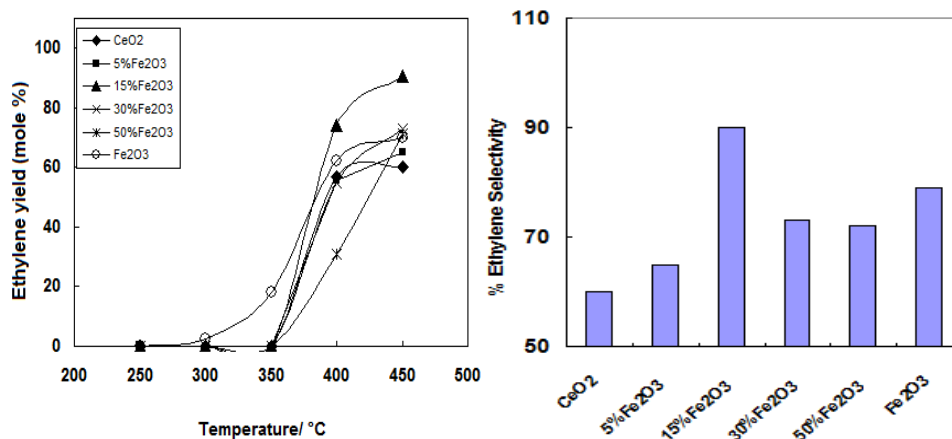 CeO2
5%Fe2O3
15%Fe2O3
30%Fe2O3
50%Fe2O3
Fe2O3
Ethylene yield (mole %)
100
80
60
40
20
0
200 250 300 350 400 450 500
Temperature/ °C
% Ethylene Selectivity
110
90
70
50
CeO2
5%Fe2O3
15%Fe2O3
30%Fe2O3
50%Fe2O3
Fe2O3